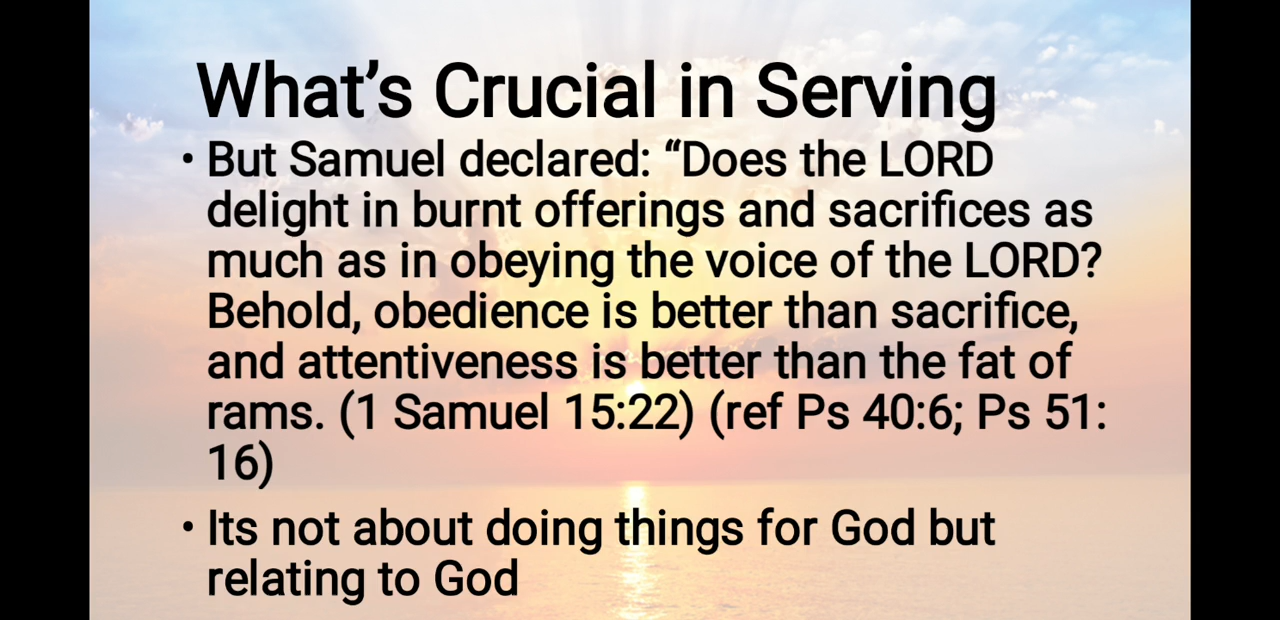 What’s Crucial in Serving
• But Samuel declared: “Does the LORD
delight in burnt offerings and sacrifices as
much as in obeying the voice of the LORD?
Behold, obedience is better than sacrifice,
and attentiveness is better than the fat of
rams. (1 Samuel 15:22) (ref Ps 40:6; Ps 51:
16)
• Its not about doing things for God but
relating to God